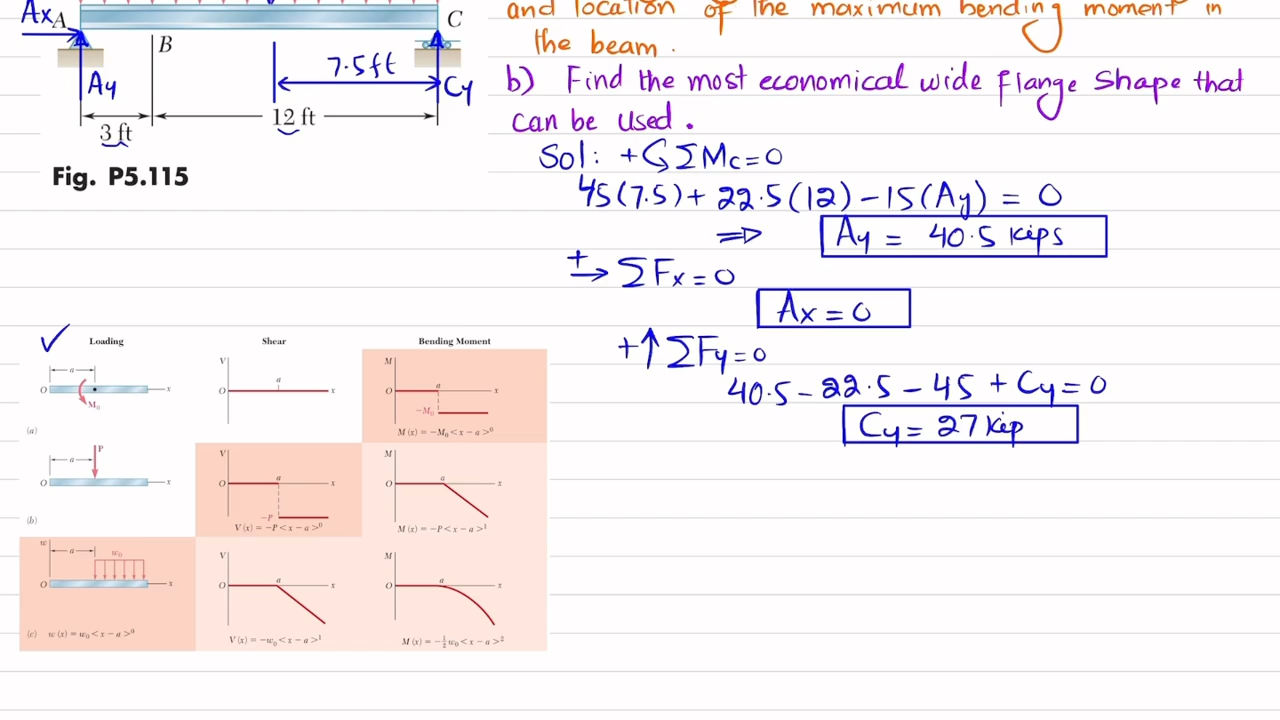 and location of the maximum bending moment in
the beam.
b) Find the most economical wide flange shape that
can be used.
Ax
A
C
B
Ay
7.5ft
Cy
3 ft
12 ft
Fig. P5.115
Sol: +↺ ΣMc=0
45(7.5)+ 22.5(12) -15(Ay) = 0
⇒ Ay = 40.5 kips
+→ ΣFx=0
Ax=0
+↑ ΣFy=0
40.5-22.5-45 + Cy=0
Cy= 27 kip
✓
Loading Shear Bending Moment
a
O
x
M₀
(a)
V
a
O
x
M
a
O
x
-M₀
M(x) = -M₀<x - a>⁰
a
P
O
x
(b)
V
a
O
x
-P
V(x) = -P<x - a>⁰
M
a
O
x
M(x) = -P<x - a>¹
w
a
w₀
O
x
(c) w(x) = w₀<x - a>⁰
V
a
O
x
V(x) = -w₀<x - a>¹
M
a
O
x
M(x) = -½w₀<x - a>²